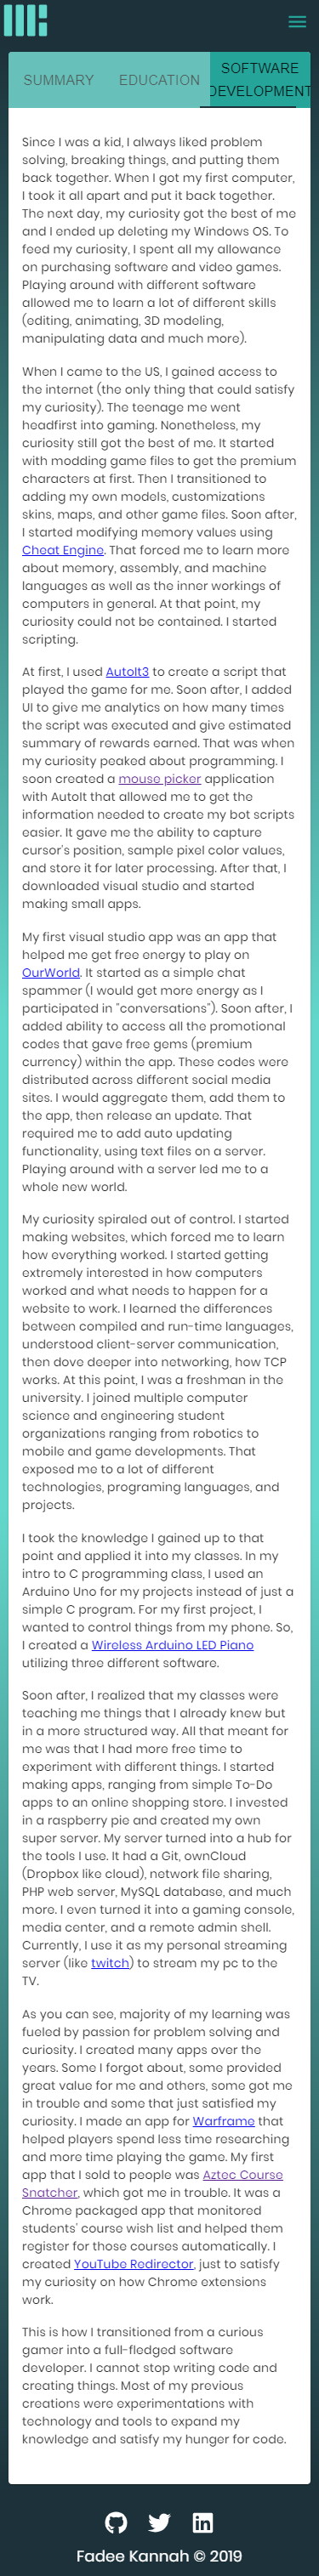 SUMMARY
EDUCATION
SOFTWARE
DEVELOPMENT
Since I was a kid, I always liked problem
solving, breaking things, and putting them
back together. When I got my first computer,
I took it all apart and put it back together.
The next day, my curiosity got the best of me
and I ended up deleting my Windows OS. To
feed my curiosity, I spent all my allowance
on purchasing software and video games.
Playing around with different software
allowed me to learn a lot of different skills
(editing, animating, 3D modeling,
manipulating data and much more).
When I came to the US, I gained access to
the internet (the only thing that could satisfy
my curiosity). The teenage me went
headfirst into gaming. Nonetheless, my
curiosity still got the best of me. It started
with modding game files to get the premium
characters at first. Then I transitioned to
adding my own models, customizations
skins, maps, and other game files. Soon after,
I started modifying memory values using
Cheat Engine. That forced me to learn more
about memory, assembly, and machine
languages as well as the inner workings of
computers in general. At that point, my
curiosity could not be contained. I started
scripting.
At first, I used AutoIt3 to create a script that
played the game for me. Soon after, I added
UI to give me analytics on how many times
the script was executed and give estimated
summary of rewards earned. That was when
my curiosity peaked about programming. I
soon created a mouse picker application
with AutoIt that allowed me to get the
information needed to create my bot scripts
easier. It gave me the ability to capture
cursor's position, sample pixel color values,
and store it for later processing. After that, I
downloaded visual studio and started
making small apps.
My first visual studio app was an app that
helped me get free energy to play on
OurWorld. It started as a simple chat
spammer (I would get more energy as I
participated in "conversations"). Soon after, I
added ability to access all the promotional
codes that gave free gems (premium
currency) within the app. These codes were
distributed across different social media
sites. I would aggregate them, add them to
the app, then release an update. That
required me to add auto updating
functionality, using text files on a server.
Playing around with a server led me to a
whole new world.
My curiosity spiraled out of control. I started
making websites, which forced me to learn
how everything worked. I started getting
extremely interested in how computers
worked and what needs to happen for a
website to work. I learned the differences
between compiled and run-time languages,
understood client-server communication,
then dove deeper into networking, how TCP
works. At this point, I was a freshman in the
university. I joined multiple computer
science and engineering student
organizations ranging from robotics to
mobile and game developments. That
exposed me to a lot of different
technologies, programing languages, and
projects.
I took the knowledge I gained up to that
point and applied it into my classes. In my
intro to C programming class, I used an
Arduino Uno for my projects instead of just a
simple C program. For my first project, I
wanted to control things from my phone. So,
I created a Wireless Arduino LED Piano
utilizing three different software.
Soon after, I realized that my classes were
teaching me things that I already knew but
in a more structured way. All that meant for
me was that I had more free time to
experiment with different things. I started
making apps, ranging from simple To-Do
apps to an online shopping store. I invested
in a raspberry pie and created my own
super server. My server turned into a hub for
the tools I use. It had a Git, ownCloud
(Dropbox like cloud), network file sharing,
PHP web server, MySQL database, and much
more. I even turned it into a gaming console,
media center, and a remote admin shell.
Currently, I use it as my personal streaming
server (like twitch) to stream my pc to the
TV.
As you can see, majority of my learning was
fueled by passion for problem solving and
curiosity. I created many apps over the
years. Some I forgot about, some provided
great value for me and others, some got me
in trouble and some that just satisfied my
curiosity. I made an app for Warframe that
helped players spend less time researching
and more time playing the game. My first
app that I sold to people was Aztec Course
Snatcher, which got me in trouble. It was a
Chrome packaged app that monitored
students' course wish list and helped them
register for those courses automatically. I
created YouTube Redirector, just to satisfy
my curiosity on how Chrome extensions
work.
This is how I transitioned from a curious
gamer into a full-fledged software
developer. I cannot stop writing code and
creating things. Most of my previous
creations were experimentations with
technology and tools to expand my
knowledge and satisfy my hunger for code.
Fadee Kannah © 2019